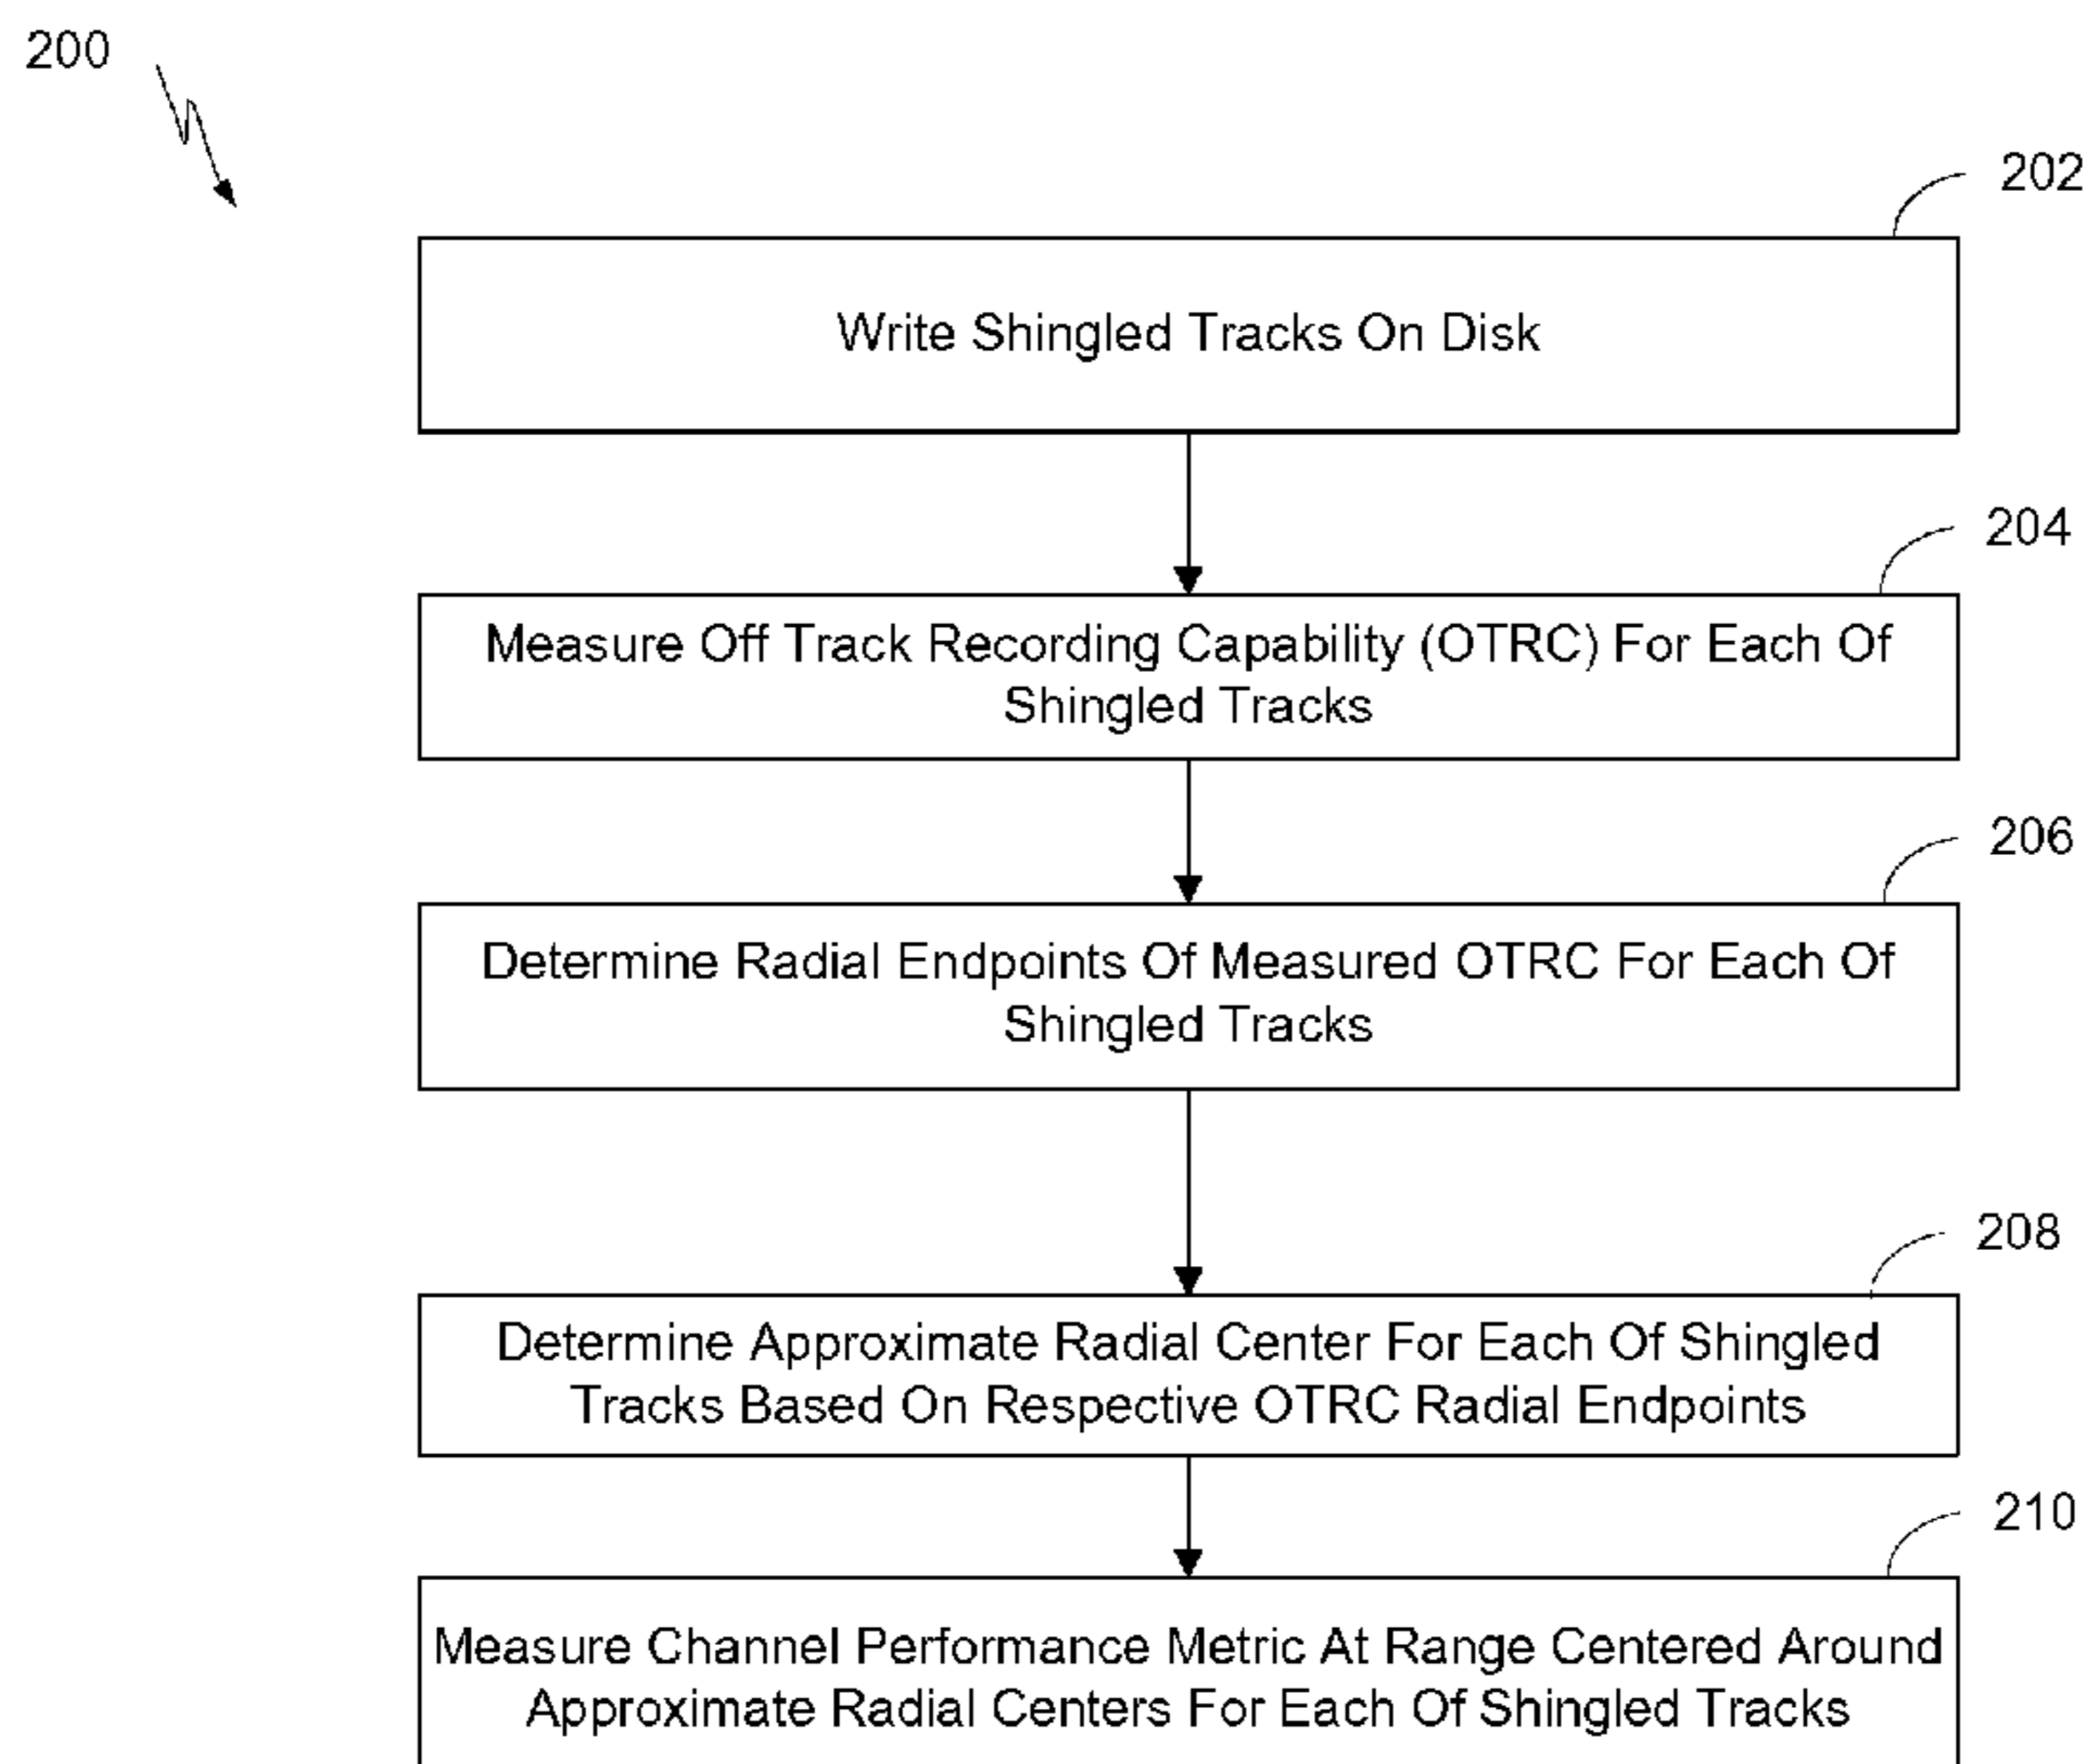 200
202
Write Shingled Tracks On Disk
204
Measure Off Track Recording Capability (OTRC) For Each Of
Shingled Tracks
206
Determine Radial Endpoints Of Measured OTRC For Each Of
Shingled Tracks
208
Determine Approximate Radial Center For Each Of Shingled
Tracks Based On Respective OTRC Radial Endpoints
210
Measure Channel Performance Metric At Range Centered Around
Approximate Radial Centers For Each Of Shingled Tracks